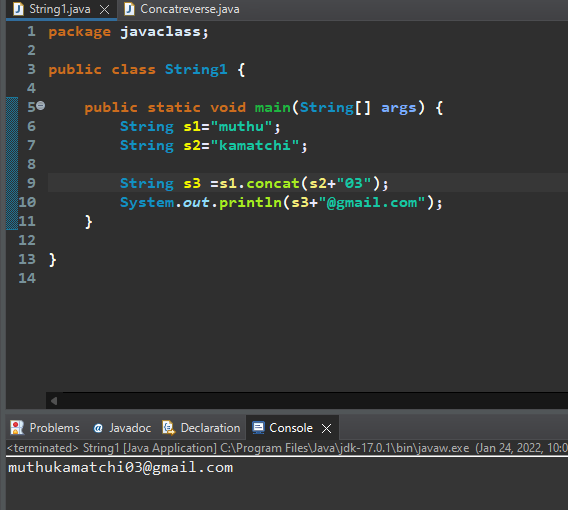 String1.java Concatreverse.java
1 package javaclass;
2
3 public class String1 {
4
5 public static void main(String[] args) {
6 String s1="muthu";
7 String s2="kamatchi";
8
9 String s3 =s1.concat(s2+"03");
10 System.out.println(s3+"@gmail.com");
11 }
12
13 }
14
Problems @ Javadoc Declaration Console
<terminated> String1 [Java Application] C:\Program Files\Java\jdk-17.0.1\bin\javaw.exe (Jan 24, 2022, 10:0
muthukamatchi03@gmail.com